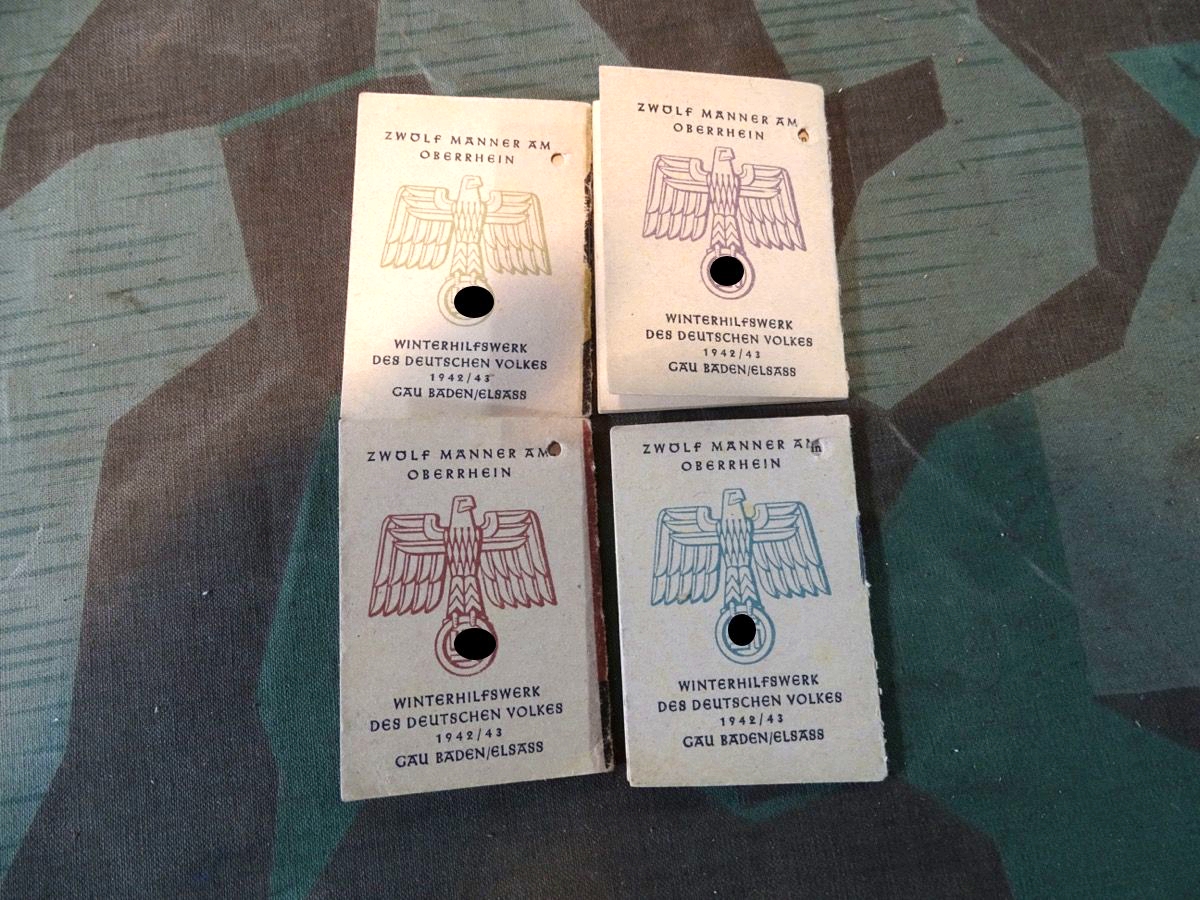 ZWÖLF MÄNNER AM
OBERRHEIN
WINTERHILFSWERK
DES DEUTSCHEN VOLKES
1942/43
GAU BADEN/ELSASS
ZWÖLF MÄNNER AM
OBERRHEIN
WINTERHILFSWERK
DES DEUTSCHEN VOLKES
1942/43
GAU BADEN/ELSASS
ZWÖLF MÄNNER AM
OBERRHEIN
WINTERHILFSWERK
DES DEUTSCHEN VOLKES
1942/43
GAU BADEN/ELSASS
ZWÖLF MÄNNER AM
in
OBERRHEIN
WINTERHILFSWERK
DES DEUTSCHEN VOLKES
1942/43
GAU BADEN/ELSASS